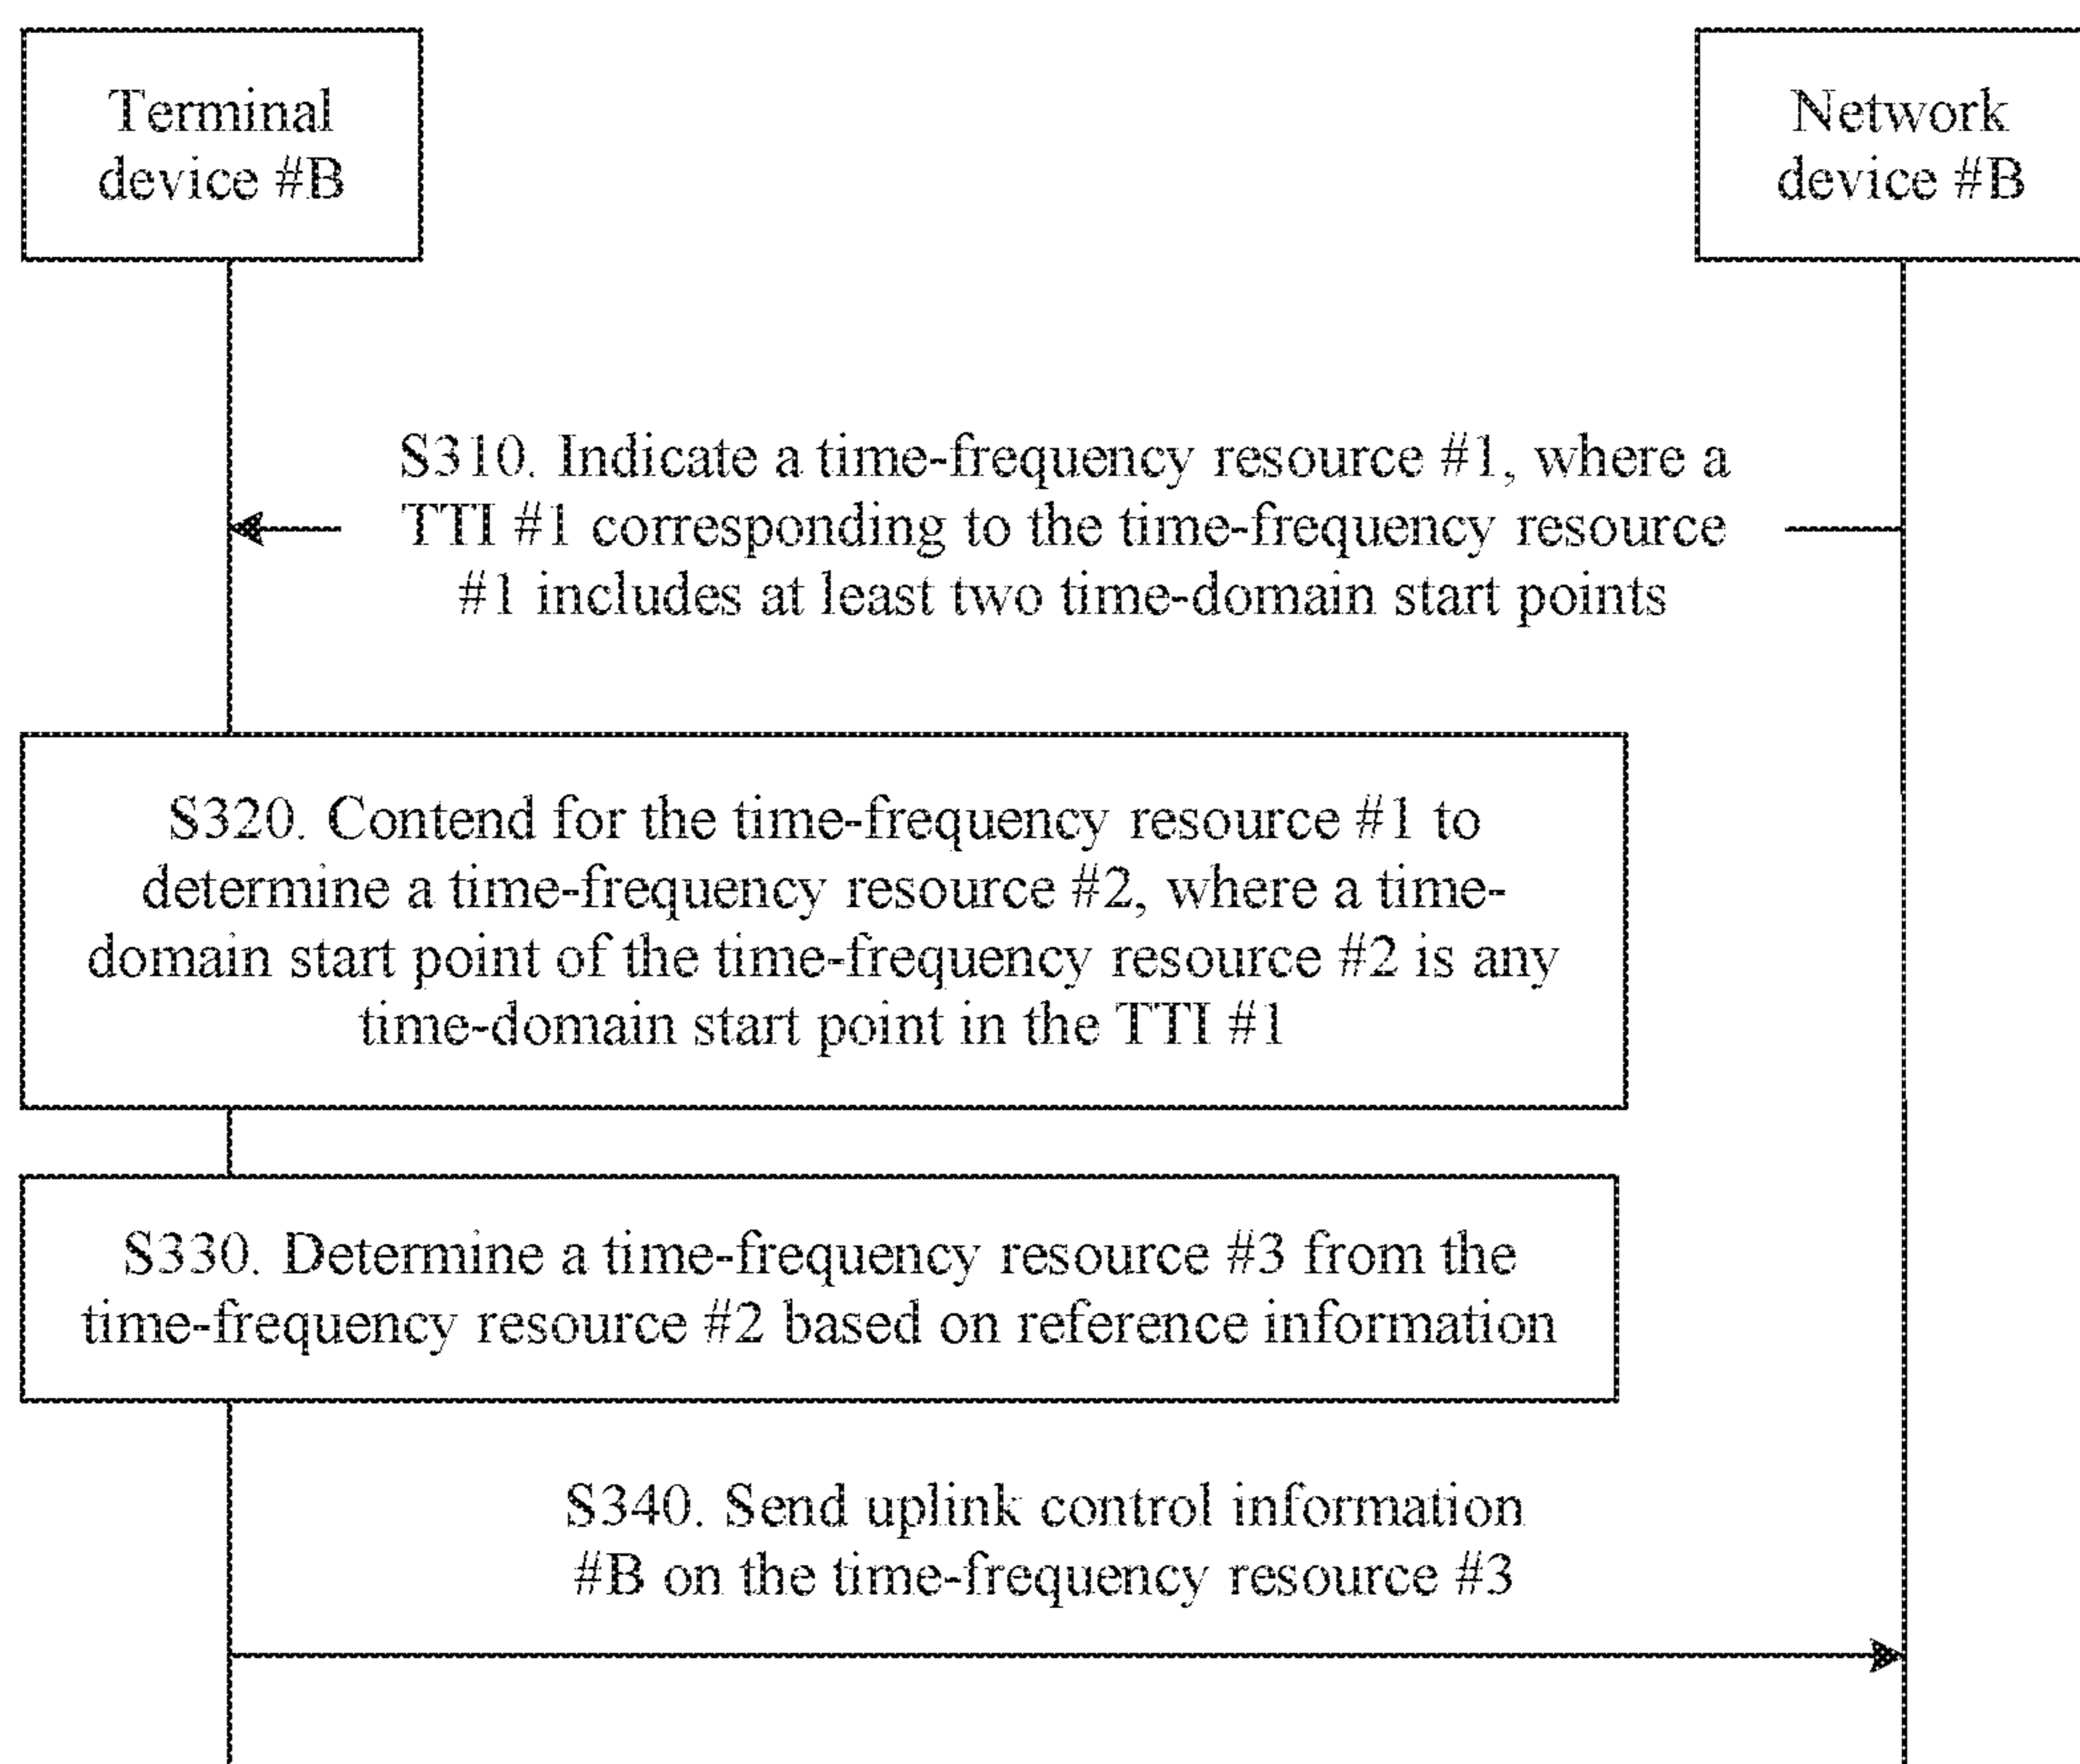 Terminal
device #B
Network
device #B
S310. Indicate a time-frequency resource #1, where a
TTI #1 corresponding to the time-frequency resource
#1 includes at least two time-domain start points
S320. Contend for the time-frequency resource #1 to
determine a time-frequency resource #2, where a time-
domain start point of the time-frequency resource #2 is any
time-domain start point in the TTI #1
S330. Determine a time-frequency resource #3 from the
time-frequency resource #2 based on reference information
S340. Send uplink control information
#B on the time-frequency resource #3